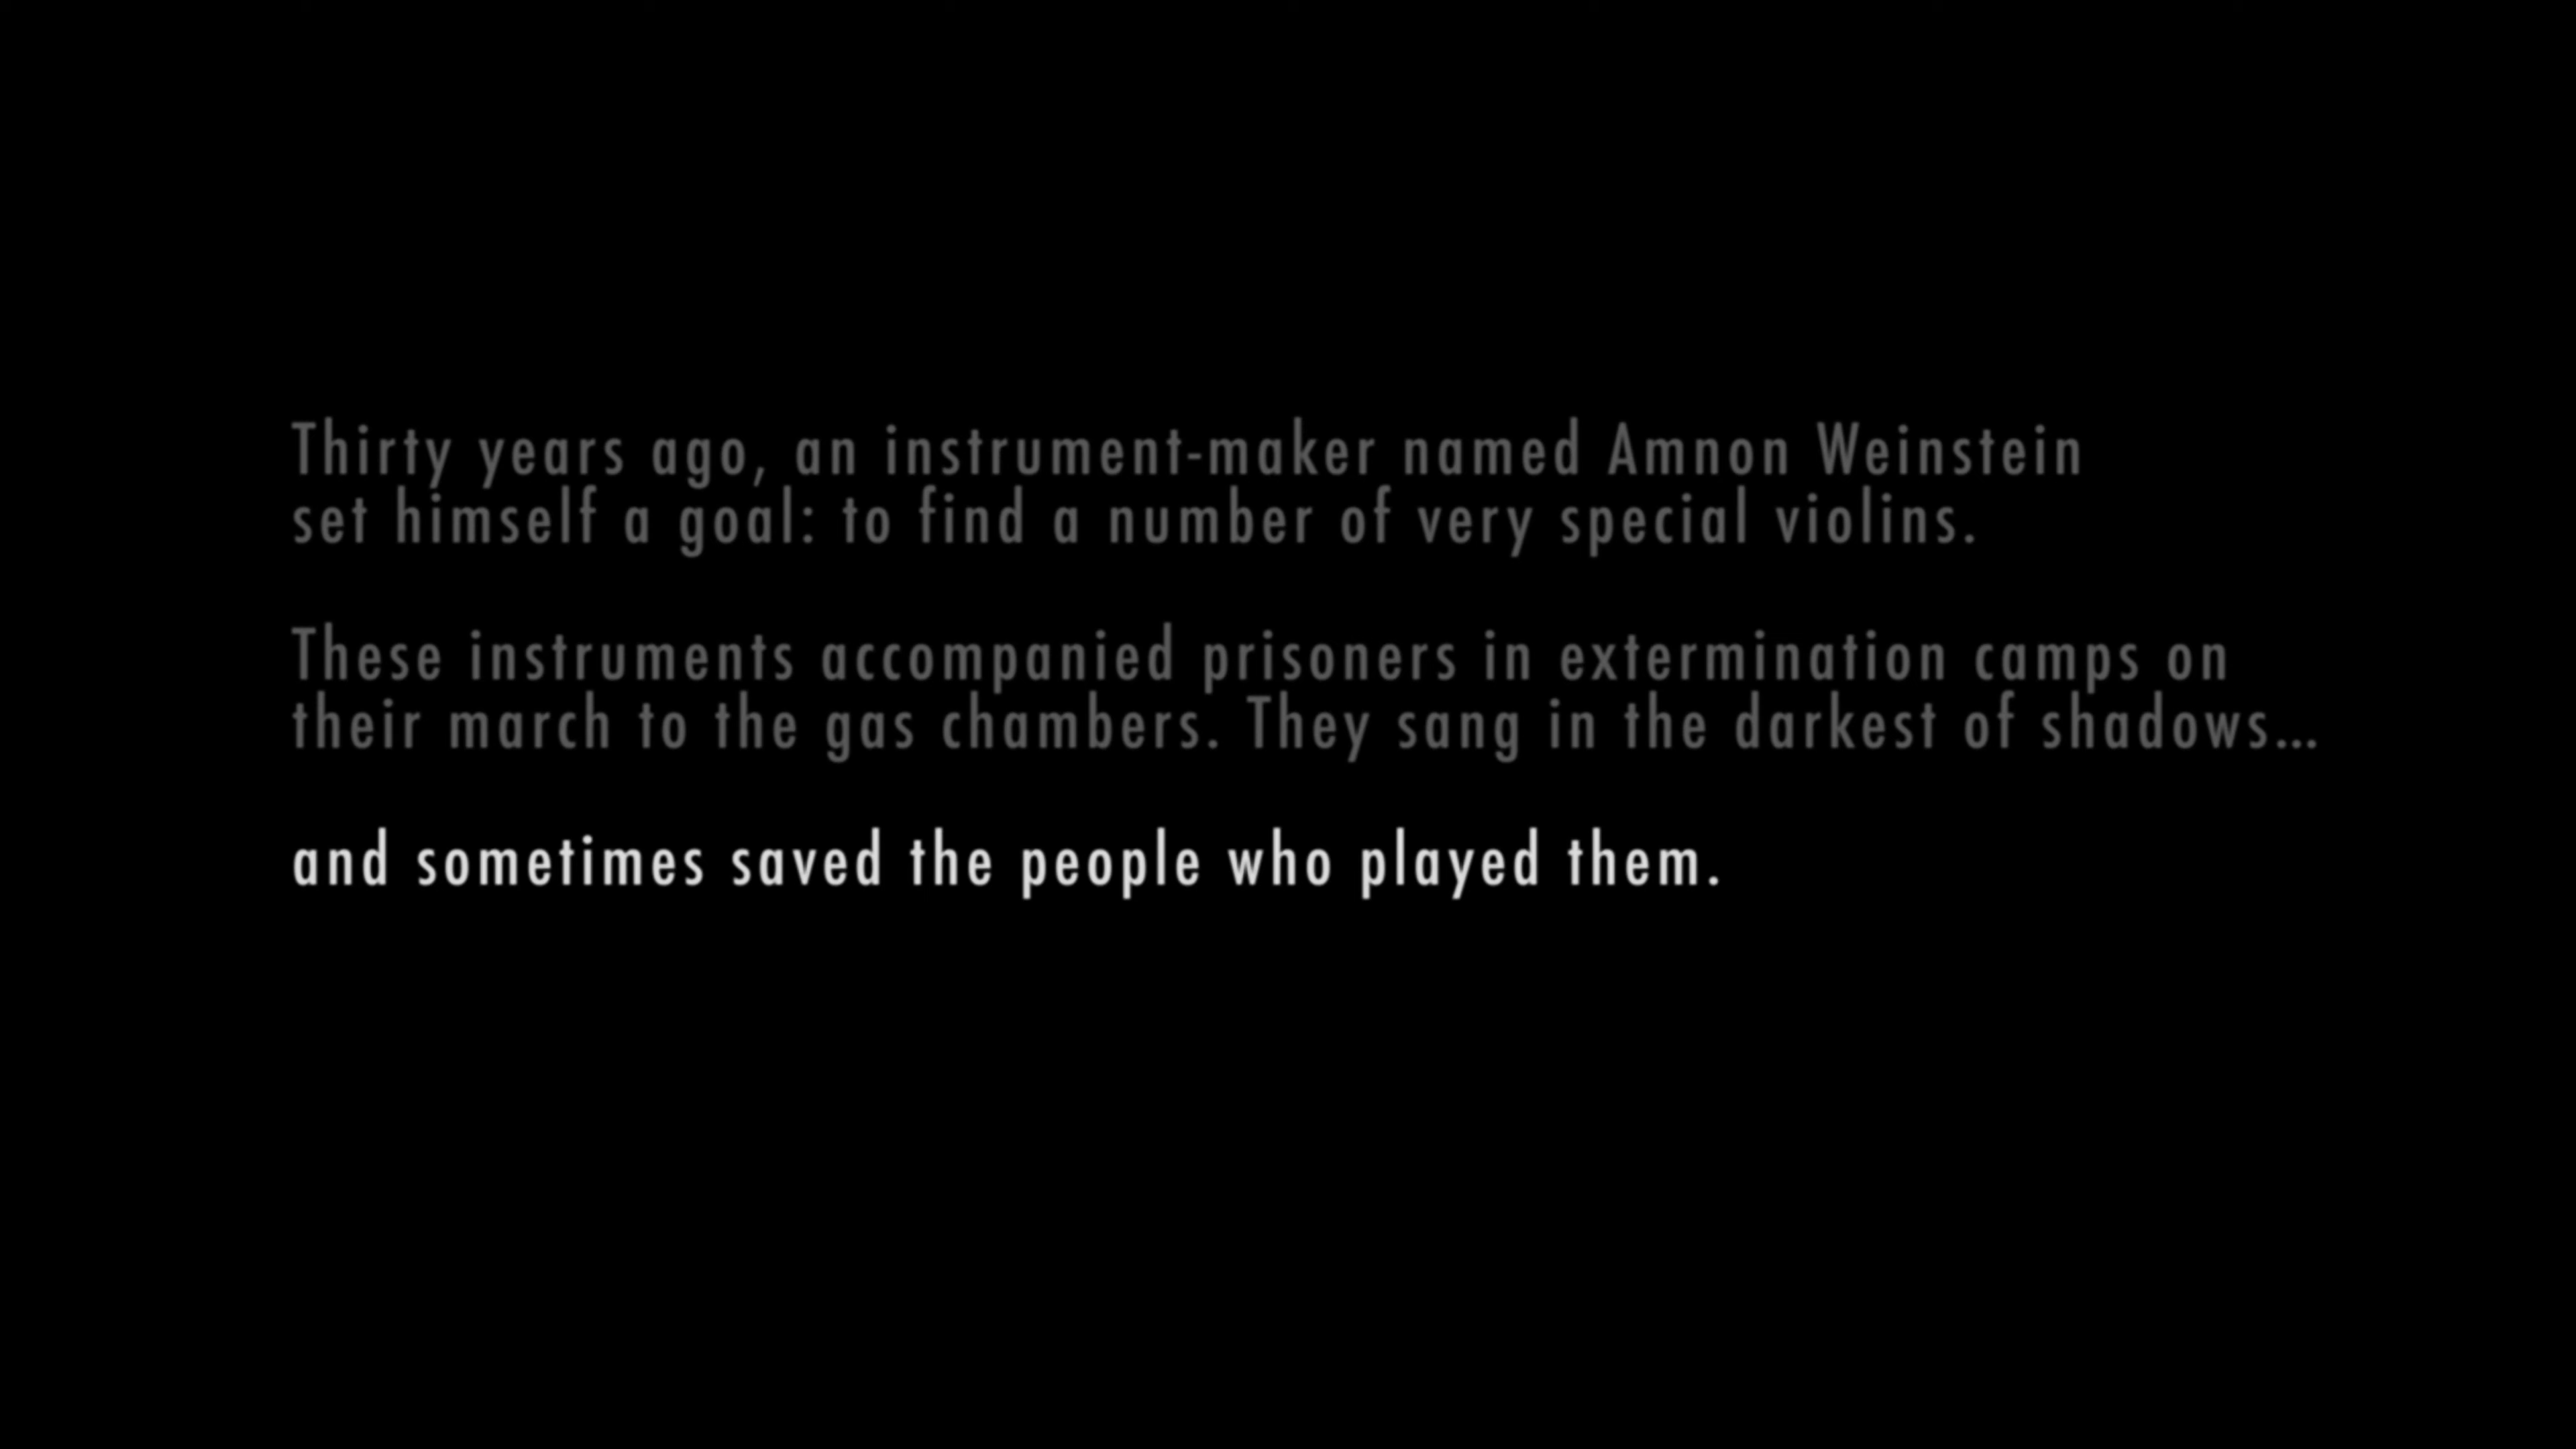 Thirty years ago, an instrument-maker named Amnon Weinstein
set himself a goal: to find a number of very special violins.
These instruments accompanied prisoners in extermination camps on
their march to the gas chambers. They sang in the darkest of shadows...
and sometimes saved the people who played them.